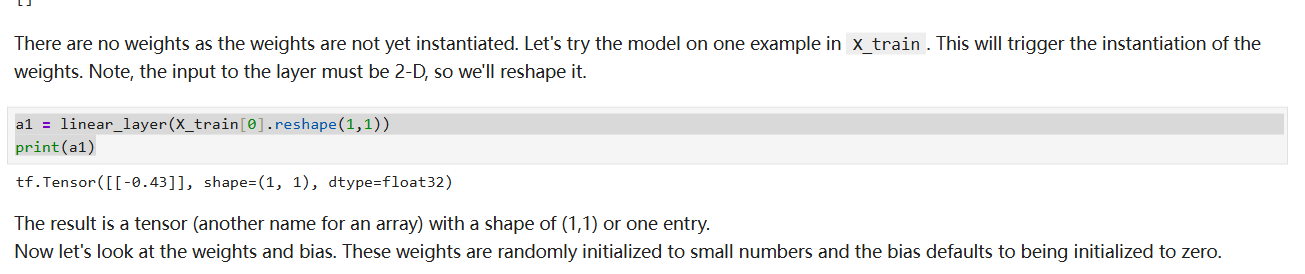 []
There are no weights as the weights are not yet instantiated. Let's try the model on one example in X_train . This will trigger the instantiation of the
weights. Note, the input to the layer must be 2-D, so we'll reshape it.
a1 = linear_layer(X_train[0].reshape(1,1))
print(a1)
tf.Tensor([[-0.43]], shape=(1, 1), dtype=float32)
The result is a tensor (another name for an array) with a shape of (1,1) or one entry.
Now let's look at the weights and bias. These weights are randomly initialized to small numbers and the bias defaults to being initialized to zero.